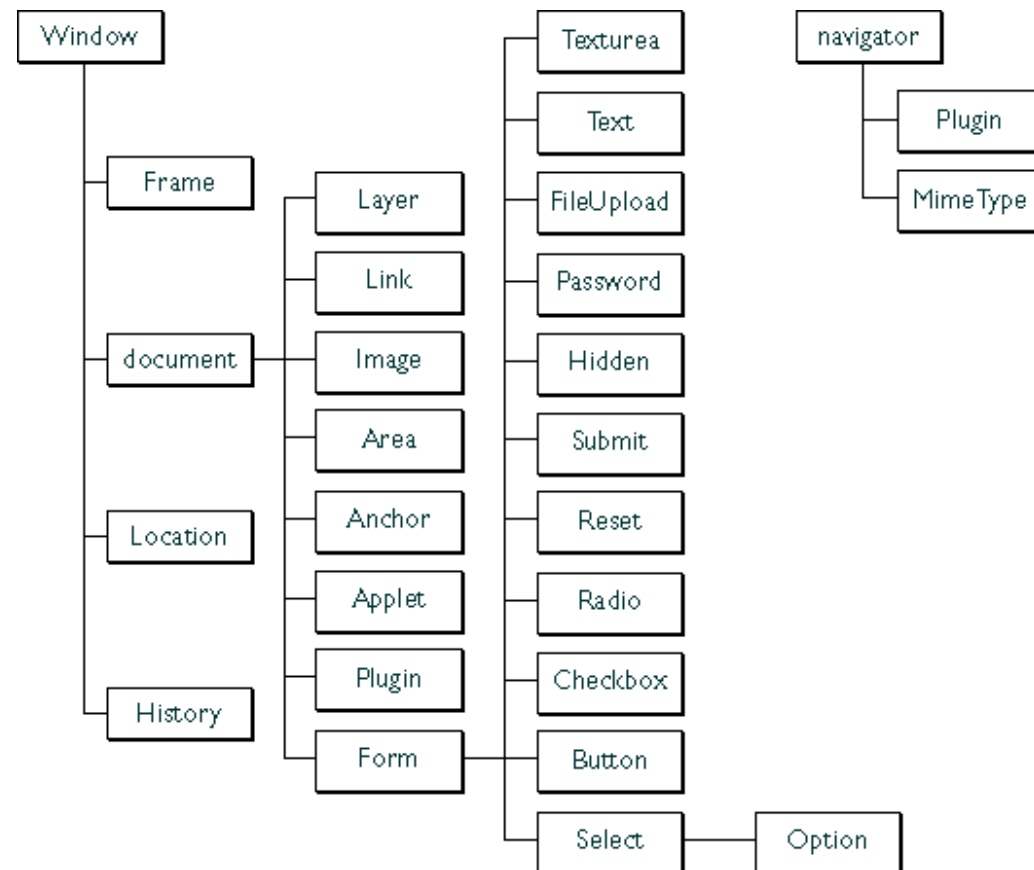 Window
Frame
document
Location
History
Layer
Link
Image
Area
Anchor
Applet
Plugin
Form
Texturea
Text
FileUpload
Password
Hidden
Submit
Reset
Radio
Checkbox
Button
Select
Option
navigator
Plugin
MimeType